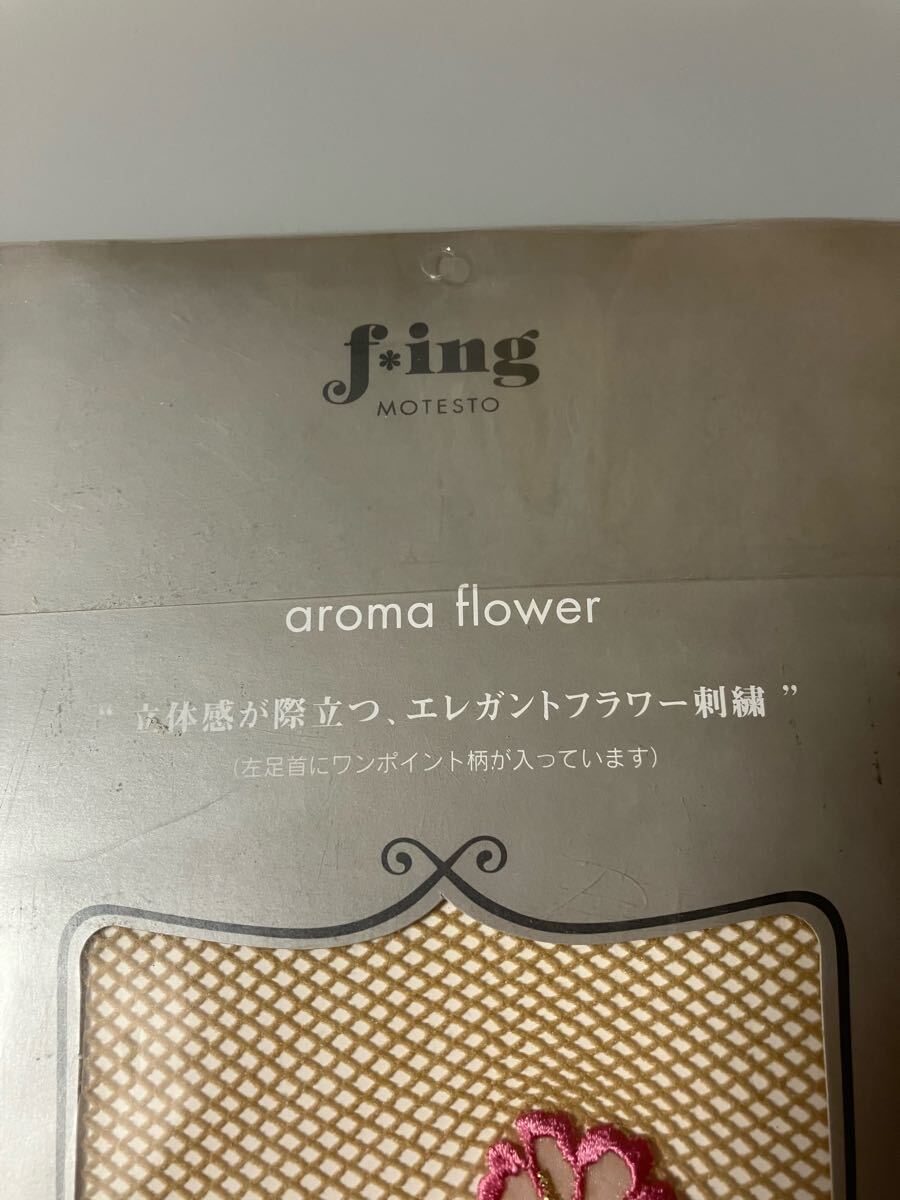 f*ing
MOTESTO
aroma flower
“ 立体感が際立つ、エレガントフラワー刺繍 ”
(左足首にワンポイント柄が入っています)